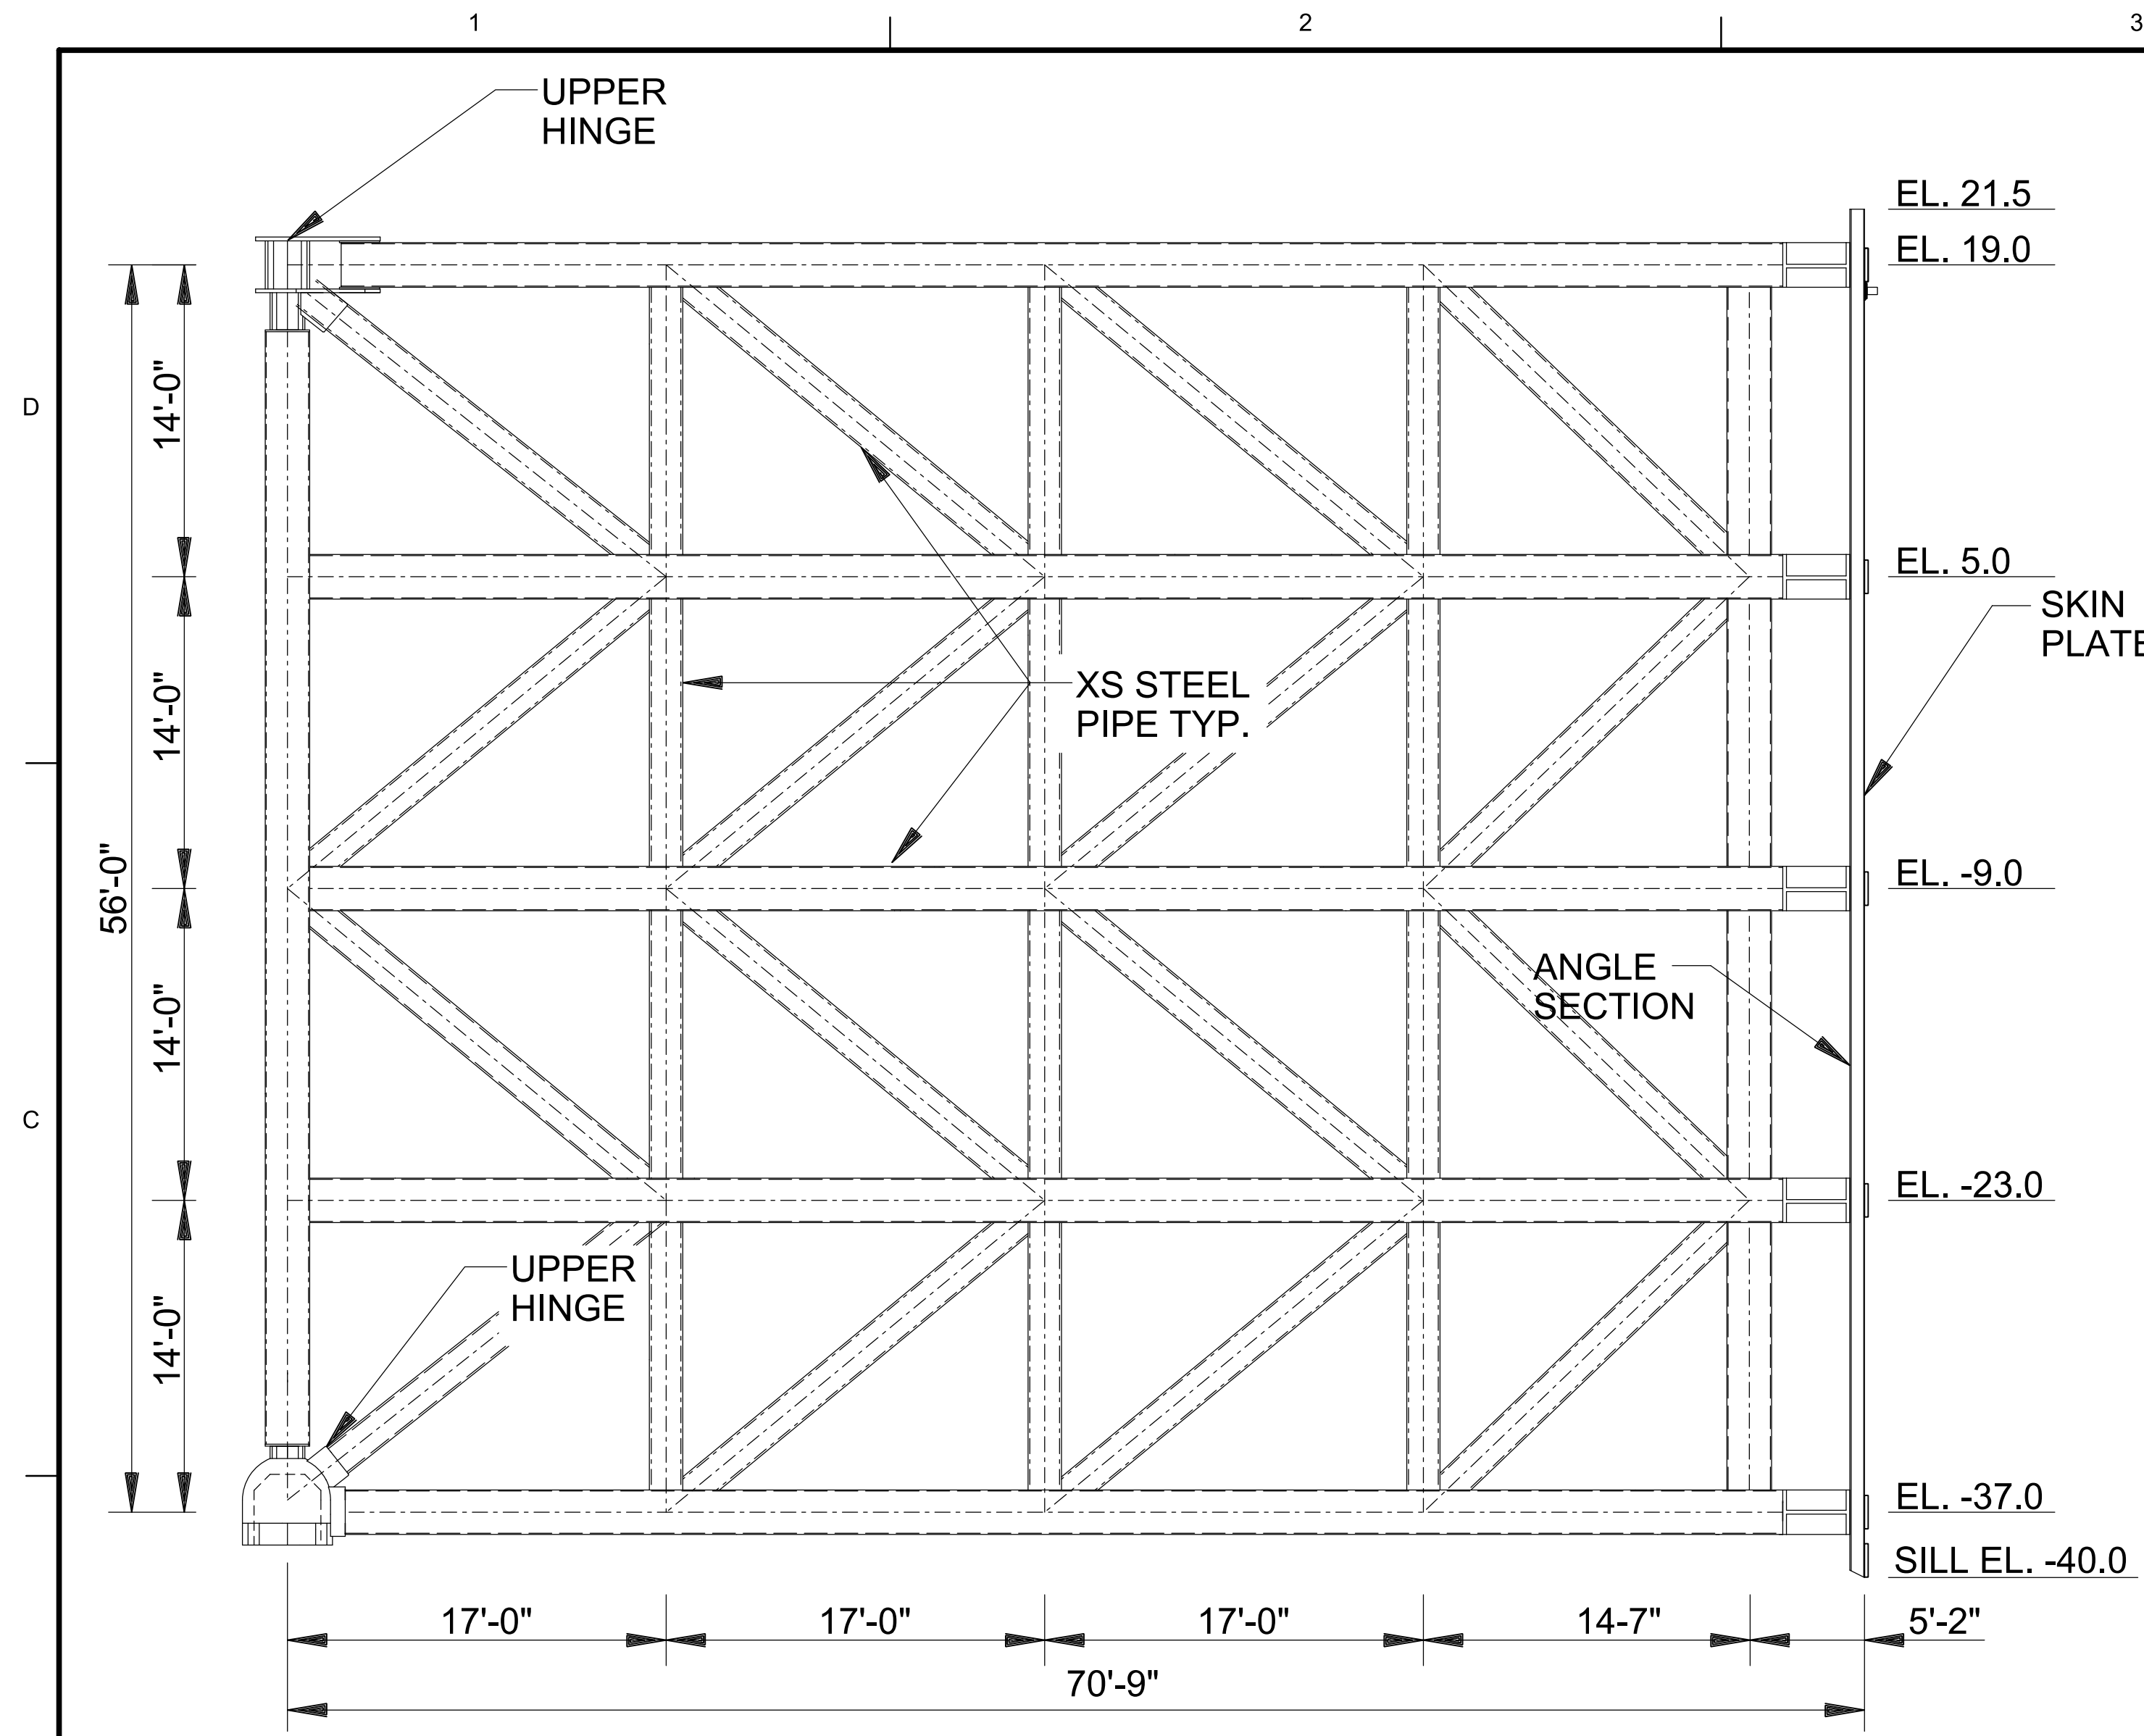 1
2
3
UPPER
HINGE
EL. 21.5
EL. 19.0
D
14'-0"
EL. 5.0
SKIN
PLATE
14'-0"
XS STEEL
PIPE TYP.
56'-0"
EL. -9.0
ANGLE
SECTION
14'-0"
C
EL. -23.0
UPPER
HINGE
14'-0"
EL. -37.0
SILL EL. -40.0
17'-0"
17'-0"
17'-0"
14-7"
5'-2"
70'-9"